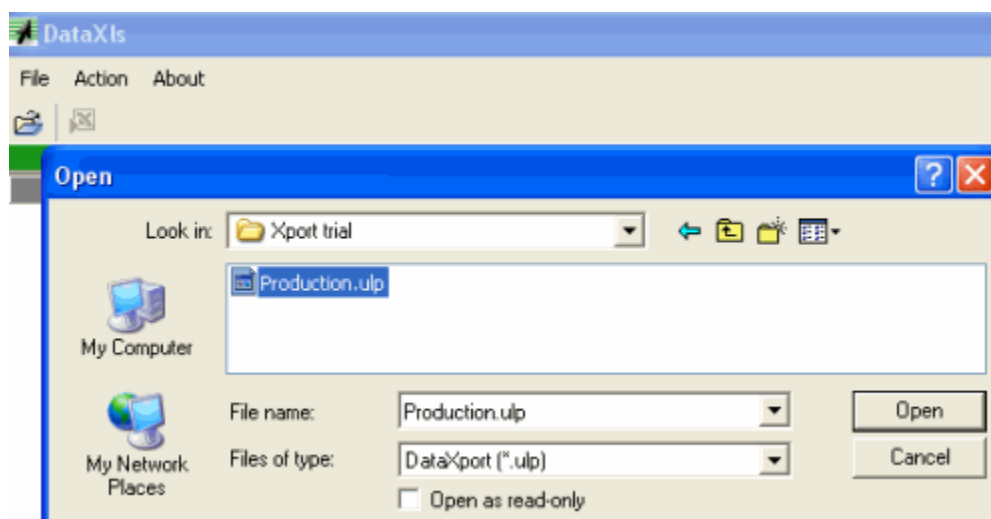 DataXls
File Action About
Open
Look in: Xport trial
Production.ulp
My Computer
File name: Production.ulp Open
My Network Places
Files of type: DataXport (*.ulp) Cancel
Open as read-only